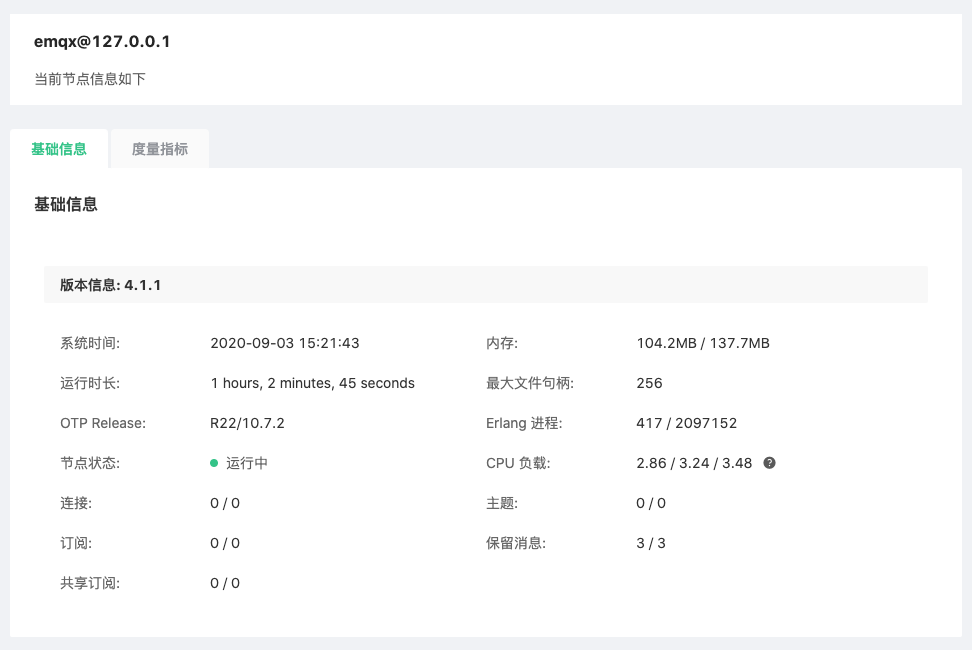 emqx@127.0.0.1
当前节点信息如下
基础信息 度量指标
基础信息
版本信息: 4.1.1
系统时间: 2020-09-03 15:21:43 内存: 104.2MB / 137.7MB
运行时长: 1 hours, 2 minutes, 45 seconds 最大文件句柄: 256
OTP Release: R22/10.7.2 Erlang 进程: 417 / 2097152
节点状态: 运行中 CPU 负载: 2.86 / 3.24 / 3.48 ?
连接: 0 / 0 主题: 0 / 0
订阅: 0 / 0 保留消息: 3 / 3
共享订阅: 0 / 0